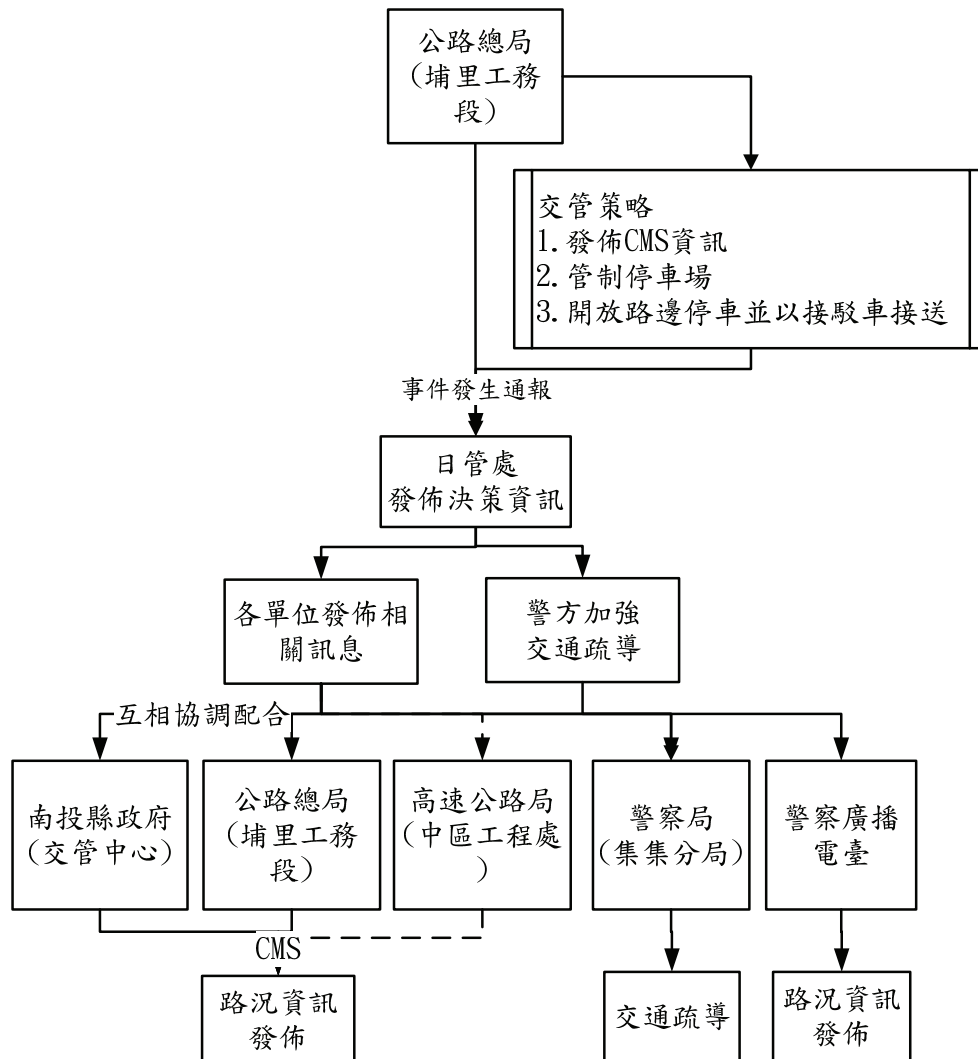 公路總局
(埔里工務
段)
交管策略
1.發佈CMS資訊
2.管制停車場
3.開放路邊停車並以接駁車接送
事件發生通報
日管處
發佈決策資訊
各單位發佈相
關訊息
警方加強
交通疏導
互相協調配合
南投縣政府
(交管中心)
公路總局
(埔里工務
段)
高速公路局
(中區工程處
)
警察局
(集集分局)
警察廣播
電臺
CMS
路況資訊
發佈
交通疏導
路況資訊
發佈